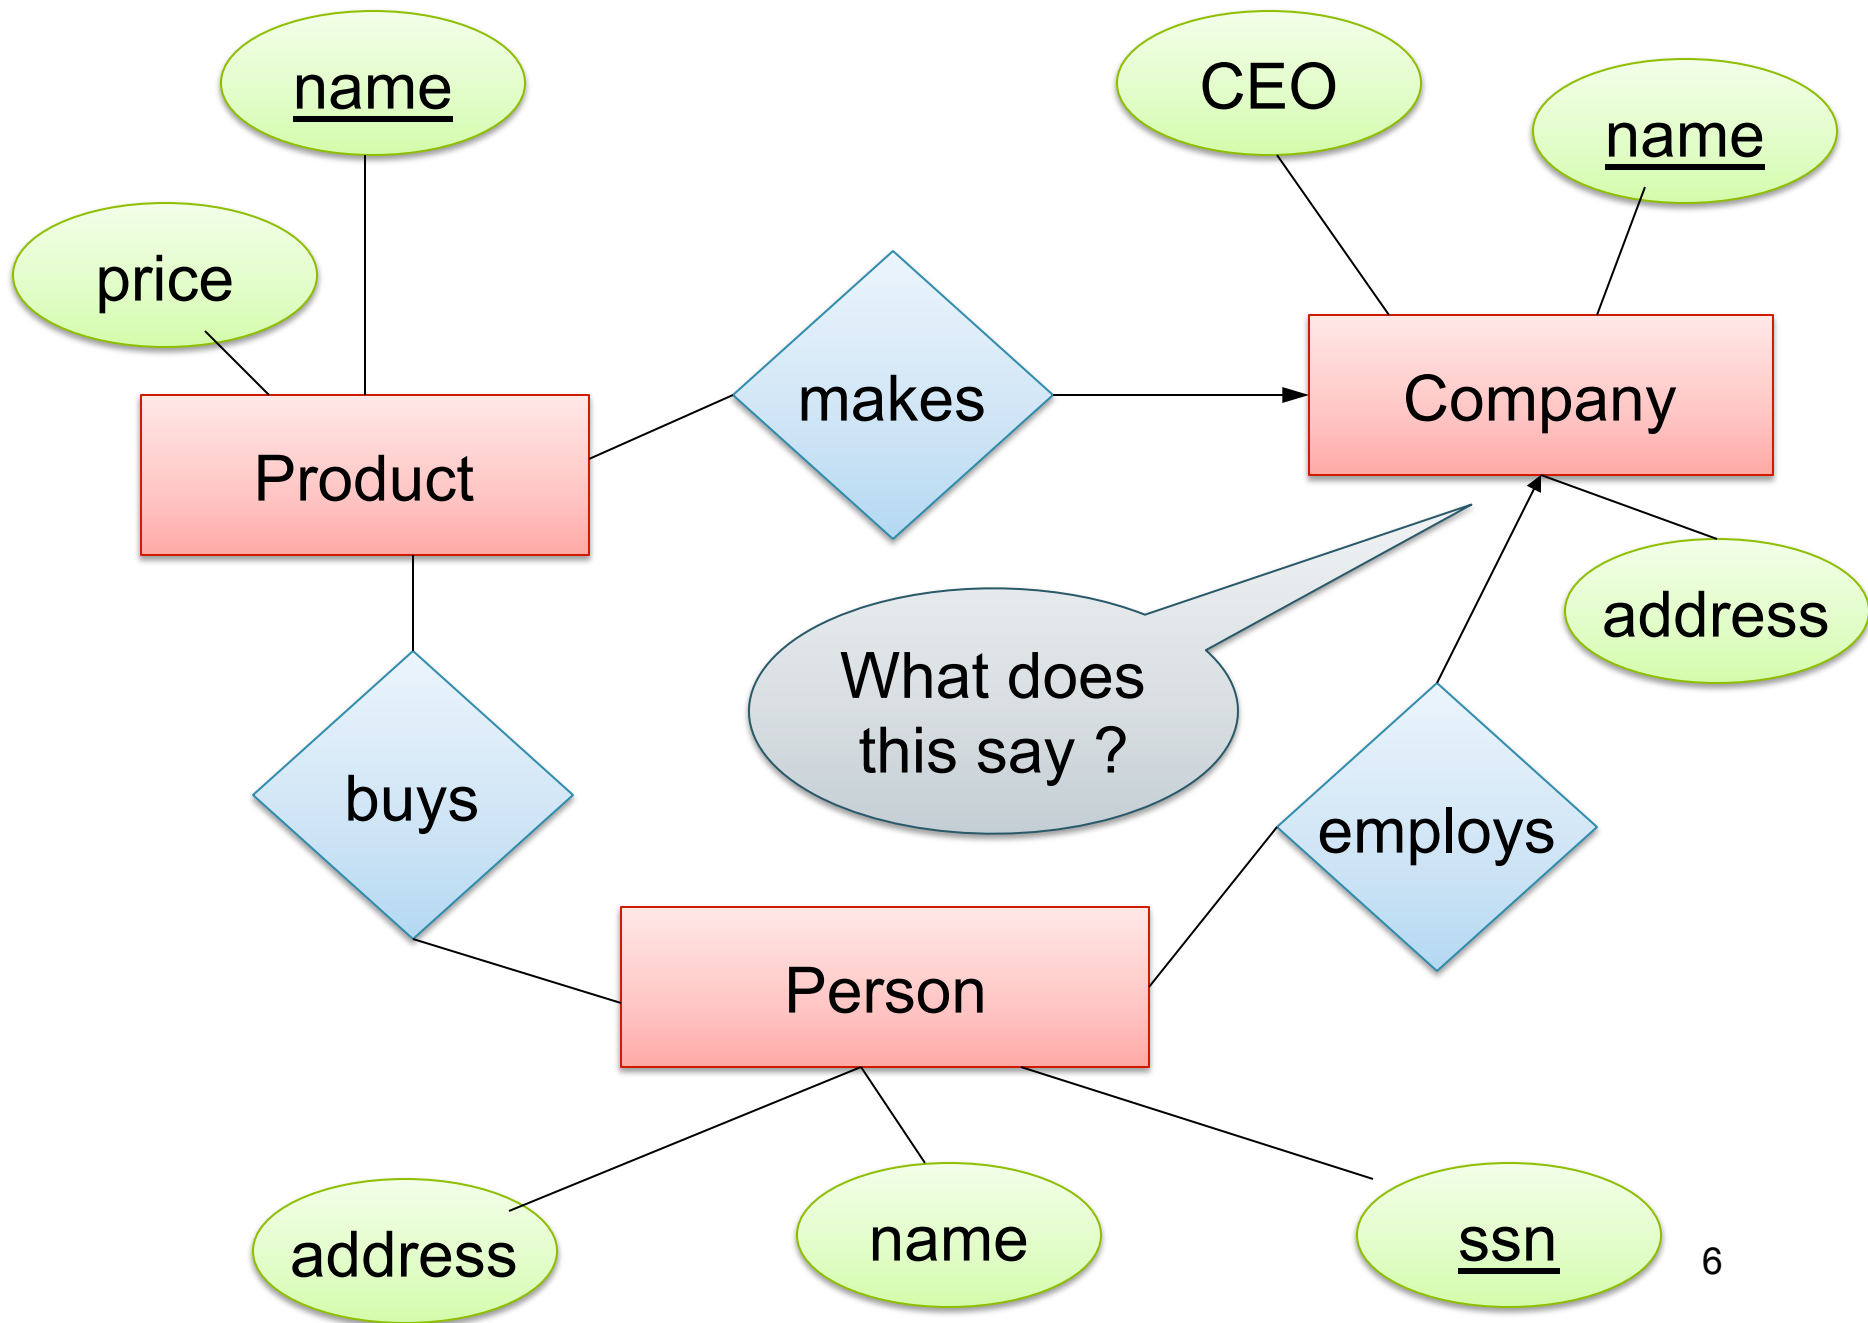 name
CEO
name
price
makes
Company
Product
address
What does
this say ?
buys
employs
Person
address
name
ssn
6